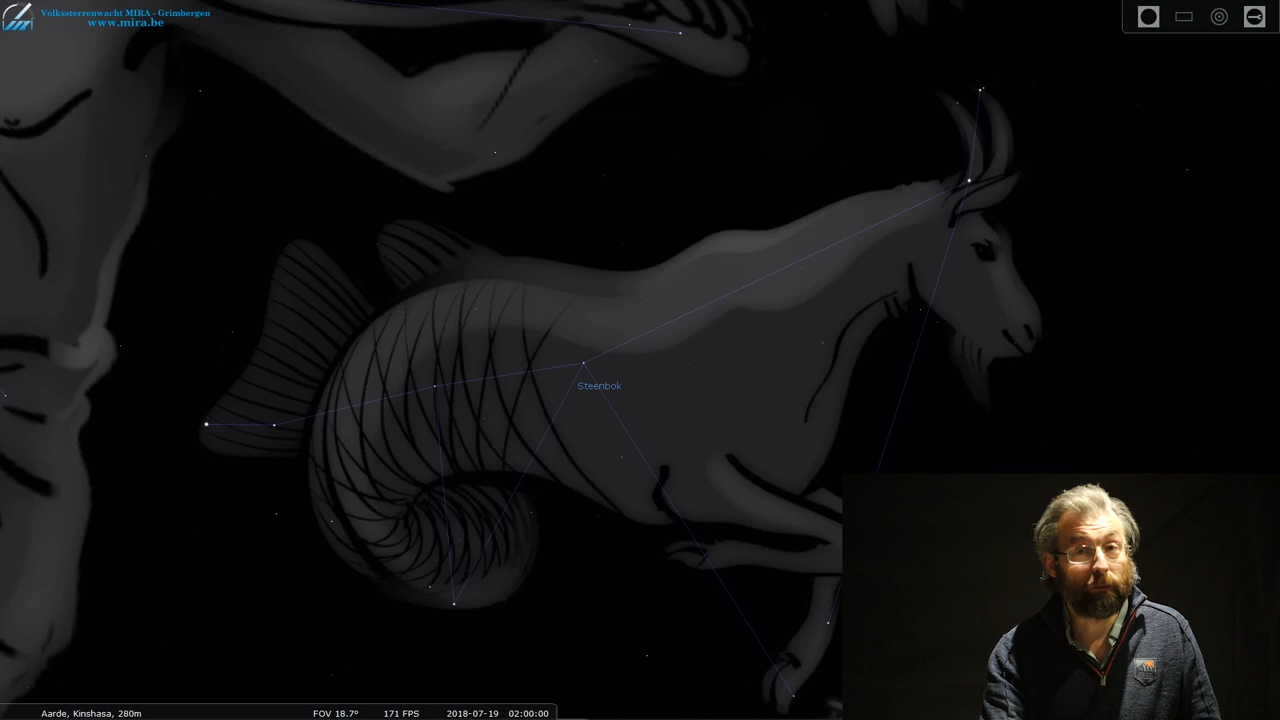 Volkssterrenwacht MIRA - Grimbergen
www.mira.be
Steenbok
Aarde, Kinshasa, 280m FOV 18.7° 171 FPS 2018-07-19 02:00:00